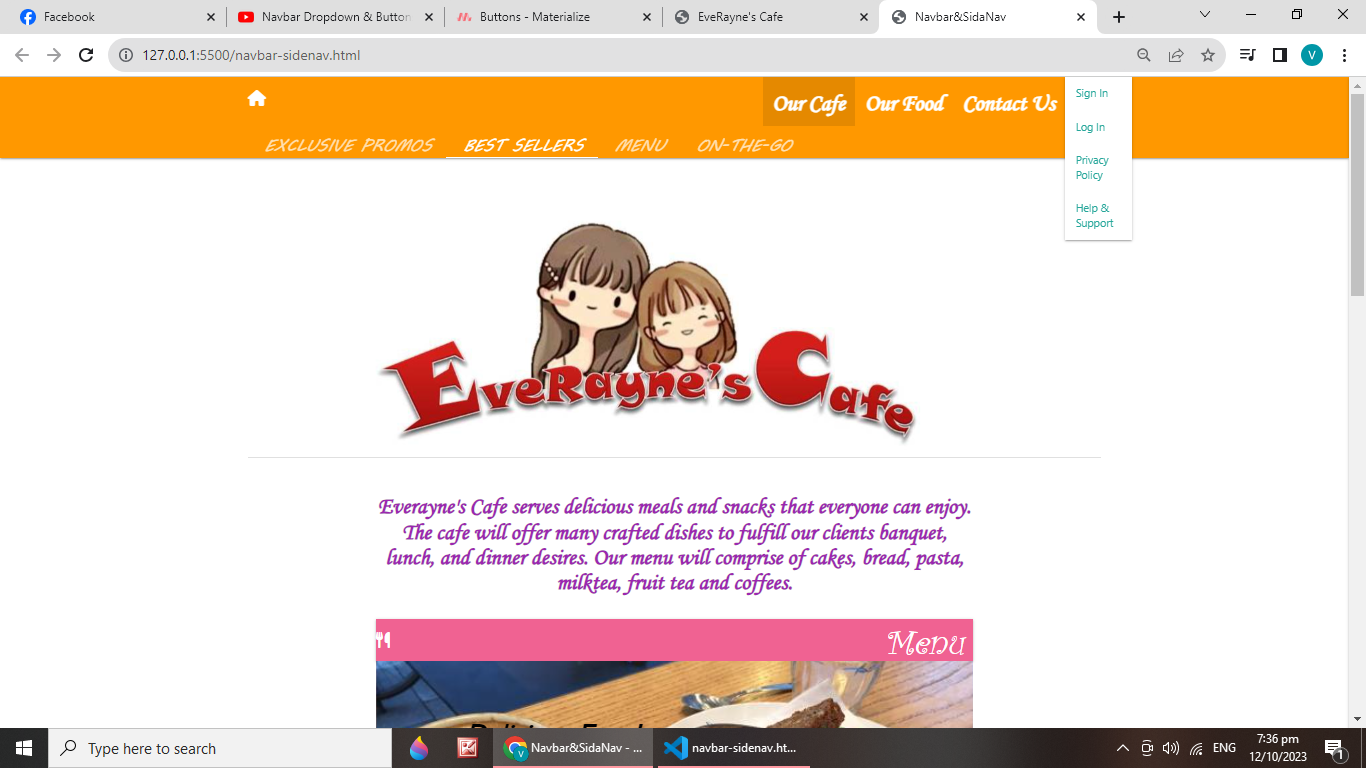 Facebook
Navbar Dropdown & Button
Buttons - Materialize
EveRayne's Cafe
Navbar&SidaNav
127.0.0.1:5500/navbar-sidenav.html
V
Our Cafe
Our Food
Contact Us
Sign In
Log In
Privacy
Policy
Help &
Support
EXCLUSIVE PROMOS
BEST SELLERS
MENU
ON-THE-GO
EveRayne's Cafe
Everayne's Cafe serves delicious meals and snacks that everyone can enjoy.
The cafe will offer many crafted dishes to fulfill our clients banquet,
lunch, and dinner desires. Our menu will comprise of cakes, bread, pasta,
milktea, fruit tea and coffees.
Menu
Type here to search
V
Navbar&SidaNav - ...
navbar-sidenav.ht...
ENG
7:36 pm
12/10/2023
1